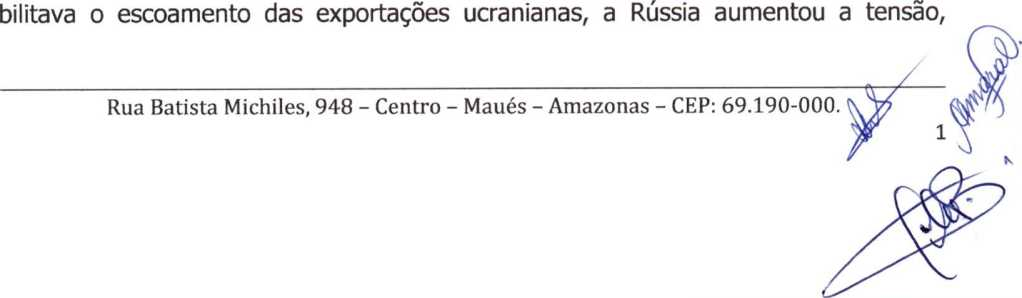 bilitava o escoamento das exportações ucranianas, a Rússia aumentou a tensão,
Rua Batista Michiles, 948 – Centro – Maués – Amazonas – CEP: 69.190-000.
1
Amaral.